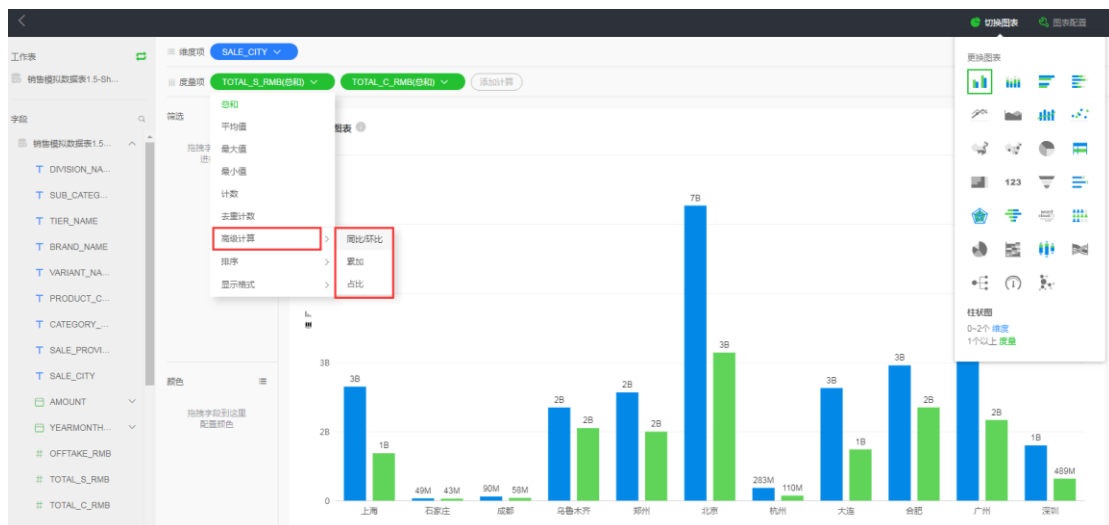 切换图表
图表配置
工作表
销售模拟数据表1.5-Sh...
维度项
SALE_CITY
度量项
TOTAL_S_RMB(总和)
TOTAL_C_RMB(总和)
添加计算
更换图表
字段
销售模拟数据表1.5...
DIVISION_NA...
SUB_CATEG...
TIER_NAME
BRAND_NAME
VARIANT_NA...
PRODUCT_C...
CATEGORY_...
SALE_PROVI...
SALE_CITY
AMOUNT
YEARMONTH...
OFFTAKE_RMB
TOTAL_S_RMB
TOTAL_C_RMB
筛选
拖拽字
进
图表
总和
平均值
最大值
最小值
计数
去重计数
高级计算
排序
显示格式
同比/环比
累加
占比
颜色
拖拽字段到这里
配置颜色
123
柱状图
0~2个 维度
1个以上 度量
7B
3B
3B
3B
3B
3B
2B
2B
2B
2B
2B
2B
2B
1B
1B
1B
49M
43M
90M
58M
283M
110M
489M
0
上海
石家庄
成都
乌鲁木齐
郑州
北京
杭州
大连
合肥
广州
深圳